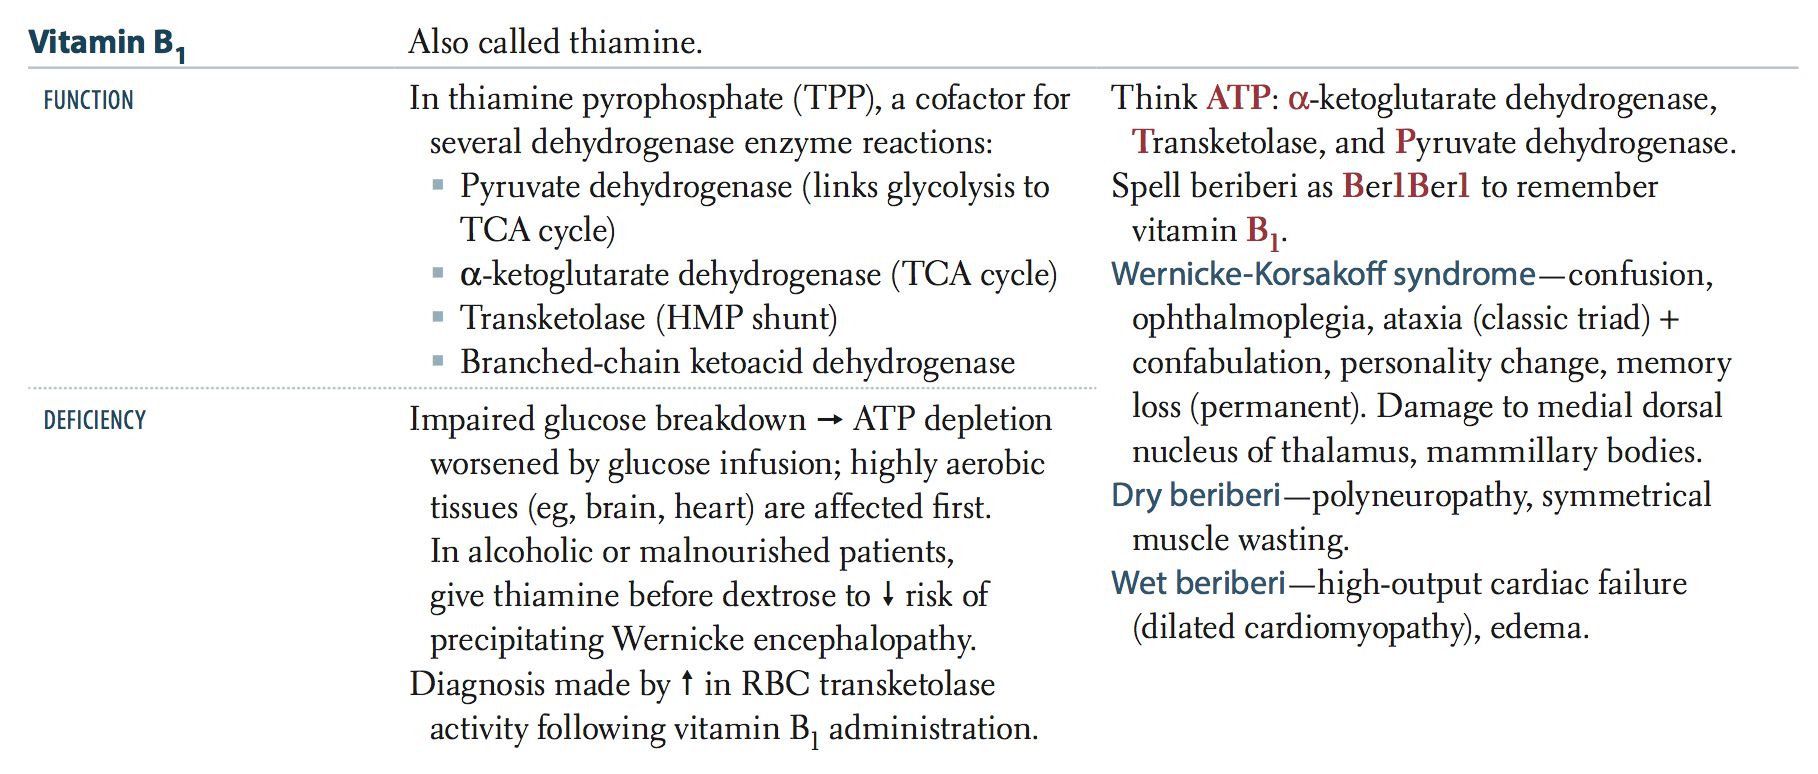 Vitamin B1
Also called thiamine.
FUNCTION
In thiamine pyrophosphate (TPP), a cofactor for
several dehydrogenase enzyme reactions:
▪ Pyruvate dehydrogenase (links glycolysis to
TCA cycle)
▪ α-ketoglutarate dehydrogenase (TCA cycle)
▪ Transketolase (HMP shunt)
▪ Branched-chain ketoacid dehydrogenase
DEFICIENCY
Impaired glucose breakdown → ATP depletion
worsened by glucose infusion; highly aerobic
tissues (eg, brain, heart) are affected first.
In alcoholic or malnourished patients,
give thiamine before dextrose to ↓ risk of
precipitating Wernicke encephalopathy.
Diagnosis made by ↑ in RBC transketolase
activity following vitamin B1 administration.
Think ATP: α-ketoglutarate dehydrogenase,
Transketolase, and Pyruvate dehydrogenase.
Spell beriberi as Ber1Ber1 to remember
vitamin B1.
Wernicke-Korsakoff syndrome—confusion,
ophthalmoplegia, ataxia (classic triad) +
confabulation, personality change, memory
loss (permanent). Damage to medial dorsal
nucleus of thalamus, mammillary bodies.
Dry beriberi—polyneuropathy, symmetrical
muscle wasting.
Wet beriberi—high-output cardiac failure
(dilated cardiomyopathy), edema.